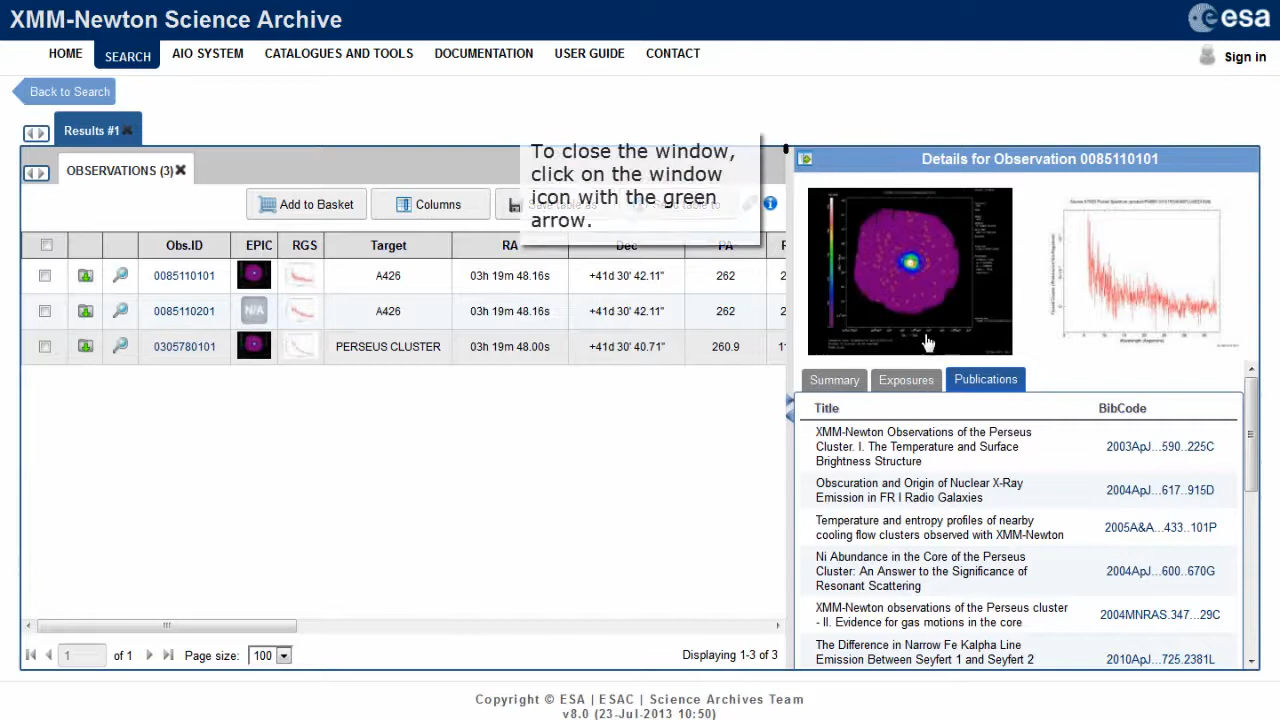 XMM-Newton Science Archive
esa
HOME SEARCH AIO SYSTEM CATALOGUES AND TOOLS DOCUMENTATION USER GUIDE CONTACT
Sign in
Back to Search
Results #1
OBSERVATIONS (3)
To close the window,
click on the window
icon with the green
arrow.
Add to Basket
Columns
Save table as
Details for Observation 0085110101
Obs.ID EPIC RGS Target RA Dec PA
0085110101 A426 03h 19m 48.16s +41d 30' 42.11" 262
0085110201 N/A A426 03h 19m 48.16s +41d 30' 42.11" 262
0305780101 PERSEUS CLUSTER 03h 19m 48.00s +41d 30' 40.71" 260.9
Summary Exposures Publications
Title BibCode
XMM-Newton Observations of the Perseus
Cluster. I. The Temperature and Surface
Brightness Structure
2003ApJ...590..225C
Obscuration and Origin of Nuclear X-Ray
Emission in FR I Radio Galaxies
2004ApJ...617..915D
Temperature and entropy profiles of nearby
cooling flow clusters observed with XMM-Newton
2005A&A...433..101P
Ni Abundance in the Core of the Perseus
Cluster: An Answer to the Significance of
Resonant Scattering
2004ApJ...600..670G
XMM-Newton observations of the Perseus cluster
- II. Evidence for gas motions in the core
2004MNRAS.347...29C
The Difference in Narrow Fe Kalpha Line
Emission Between Seyfert 1 and Seyfert 2
2010ApJ...725.2381L
1 of 1 Page size: 100 Displaying 1-3 of 3
Copyright © ESA | ESAC | Science Archives Team
v8.0 (23-Jul-2013 10:50)